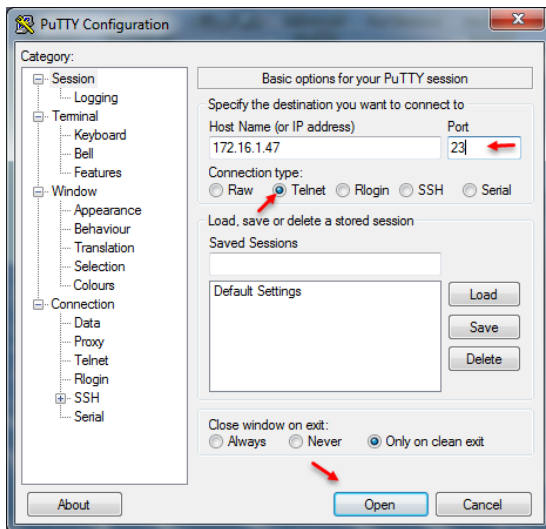 PuTTY Configuration
Category:
Session
Logging
Terminal
Keyboard
Bell
Features
Window
Appearance
Behaviour
Translation
Selection
Colours
Connection
Data
Proxy
Telnet
Rlogin
SSH
Serial
Basic options for your PuTTY session
Specify the destination you want to connect to
Host Name (or IP address) Port
172.16.1.47 23
Connection type:
Raw Telnet Rlogin SSH Serial
Load, save or delete a stored session
Saved Sessions
Default Settings
Load
Save
Delete
Close window on exit:
Always Never Only on clean exit
About Open Cancel